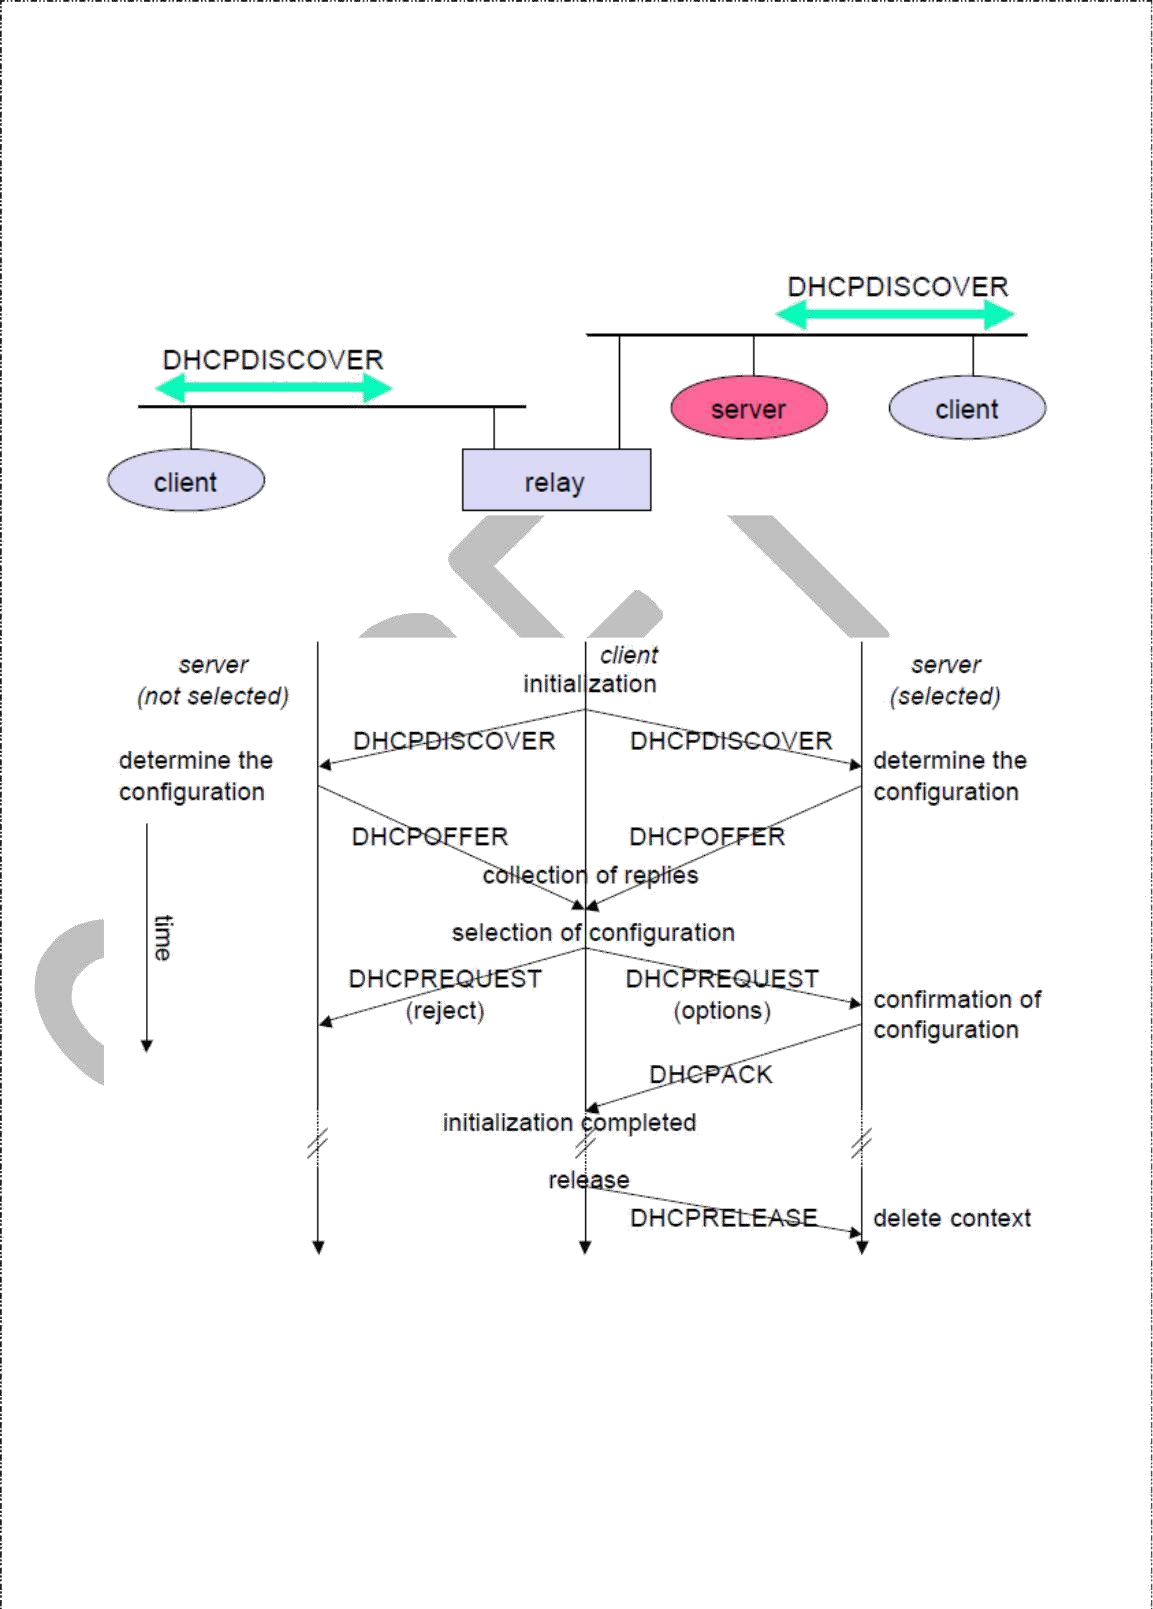 DHCPDISCOVER
DHCPDISCOVER
server
client
client
relay
client
server
(not selected)
server
(selected)
initialization
DHCPDISCOVER
DHCPDISCOVER
determine the
configuration
determine the
configuration
DHCPOFFER
DHCPOFFER
collection of replies
time
selection of configuration
DHCPREQUEST
(reject)
DHCPREQUEST
(options)
confirmation of
configuration
DHCPACK
initialization completed
release
DHCPRELEASE
delete context